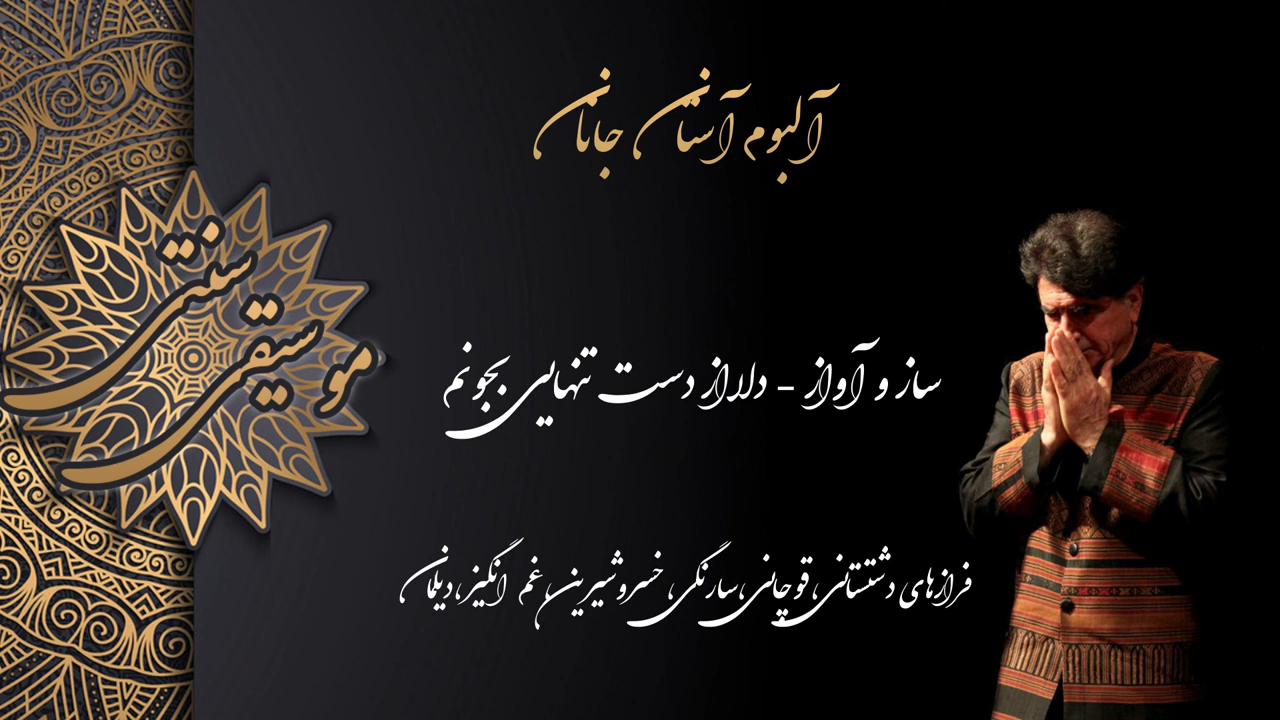 آلبوم آستان جانان
موسیقی سنتی
ساز و آواز - دلا از دست تنهایی بجونم
فرازهای دشتستانی، قوچانی، سارنگی، خسرو شیرین، غم انگیز، دیلمان